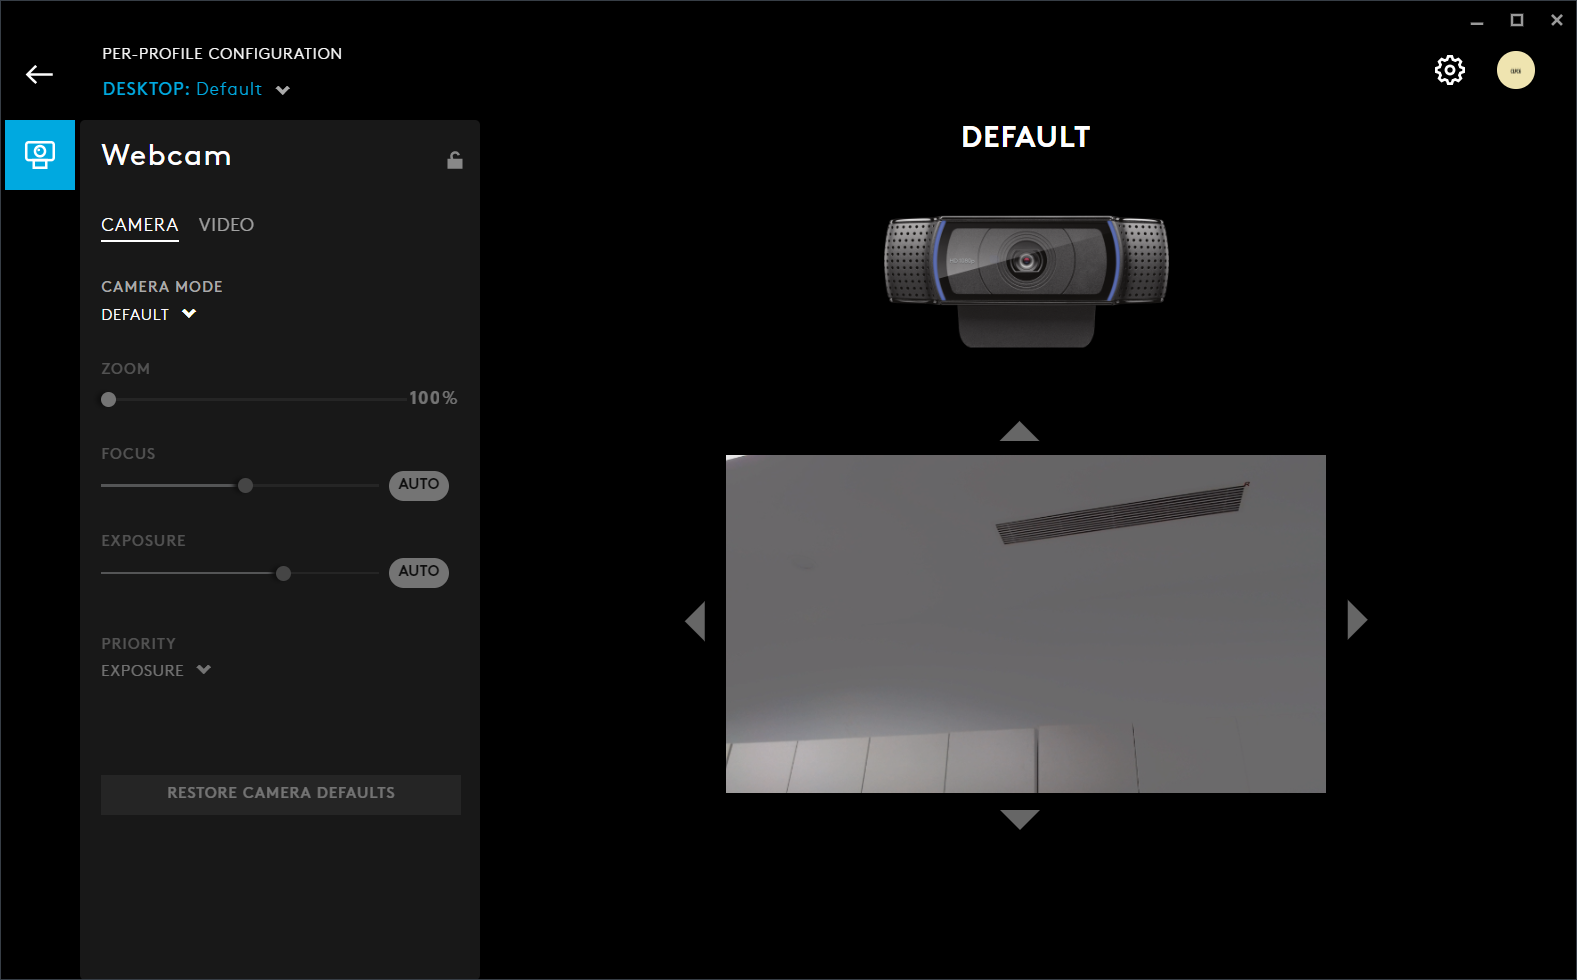 PER-PROFILE CONFIGURATION
DESKTOP: Default
Webcam
CAMERA VIDEO
CAMERA MODE
DEFAULT
ZOOM
100%
FOCUS
AUTO
EXPOSURE
AUTO
PRIORITY
EXPOSURE
RESTORE CAMERA DEFAULTS
DEFAULT